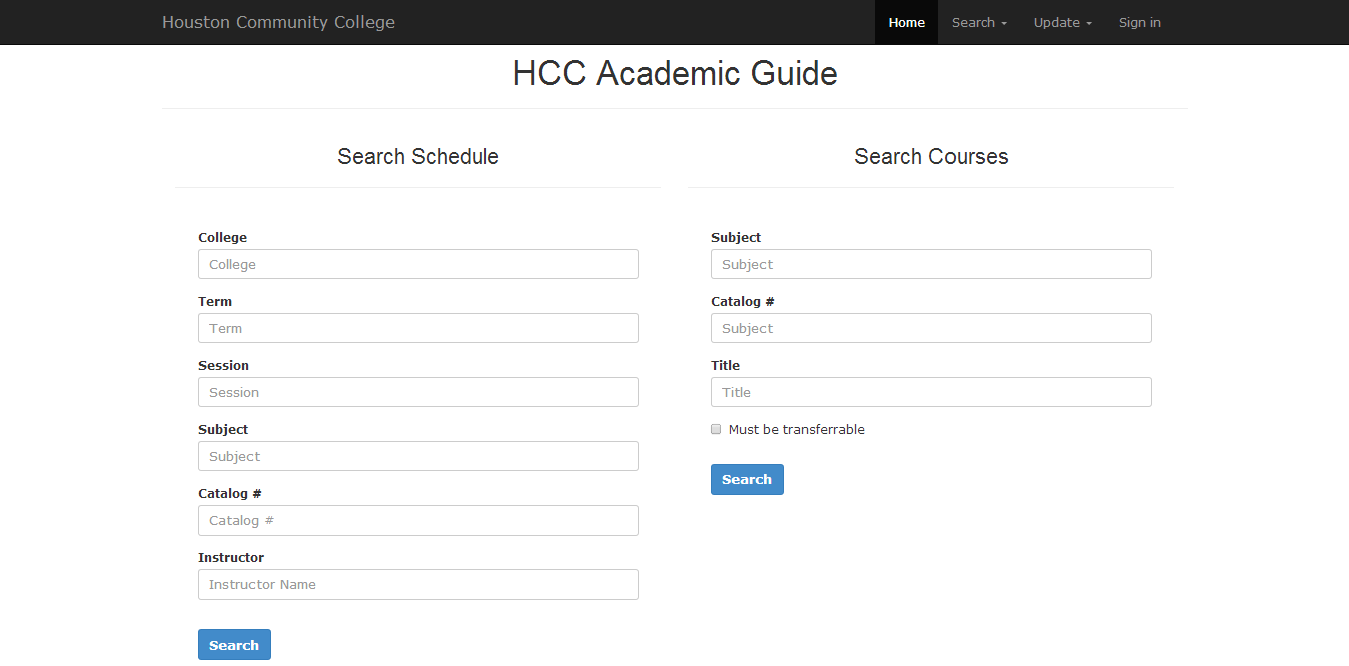 Houston Community College
Home Search Update Sign in
HCC Academic Guide
Search Schedule
College
College
Term
Term
Session
Session
Subject
Subject
Catalog #
Catalog #
Instructor
Instructor Name
Search
Search Courses
Subject
Subject
Catalog #
Subject
Title
Title
Must be transferrable
Search